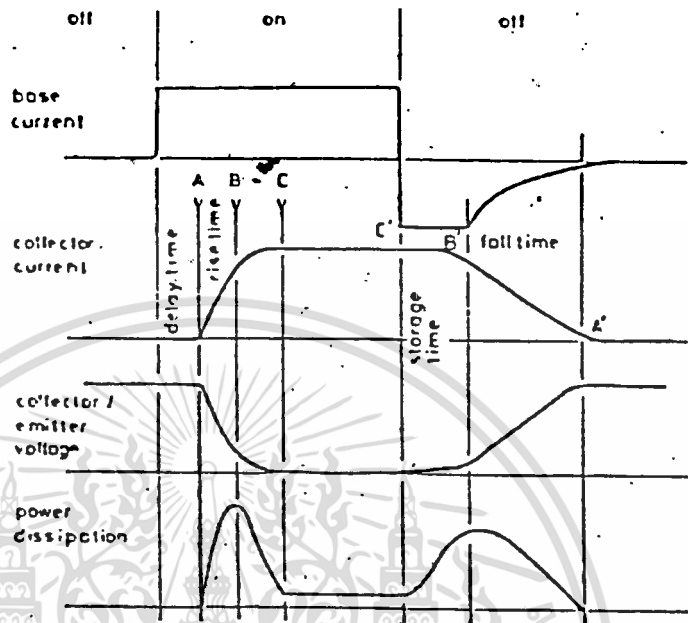 off on off
base
current
A B C
C' B' fall time
delay time
rise time
collector
current
storage
time
A'
collector /
emitter
voltage
power
dissipation